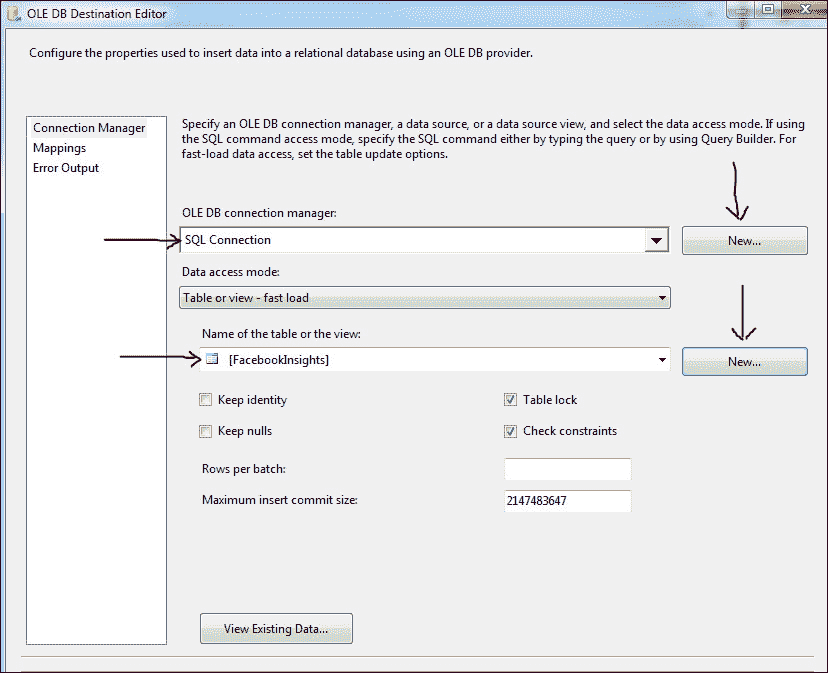 OLE DB Destination Editor
Configure the properties used to insert data into a relational database using an OLE DB provider.
Connection Manager
Mappings
Error Output
Specify an OLE DB connection manager, a data source, or a data source view, and select the data access mode. If using
the SQL command access mode, specify the SQL command either by typing the query or by using Query Builder. For
fast-load data access, set the table update options.
OLE DB connection manager:
SQL Connection
New...
Data access mode:
Table or view - fast load
Name of the table or the view:
[FacebookInsights]
New...
Keep identity
Table lock
Keep nulls
Check constraints
Rows per batch:
Maximum insert commit size:
2147483647
View Existing Data...